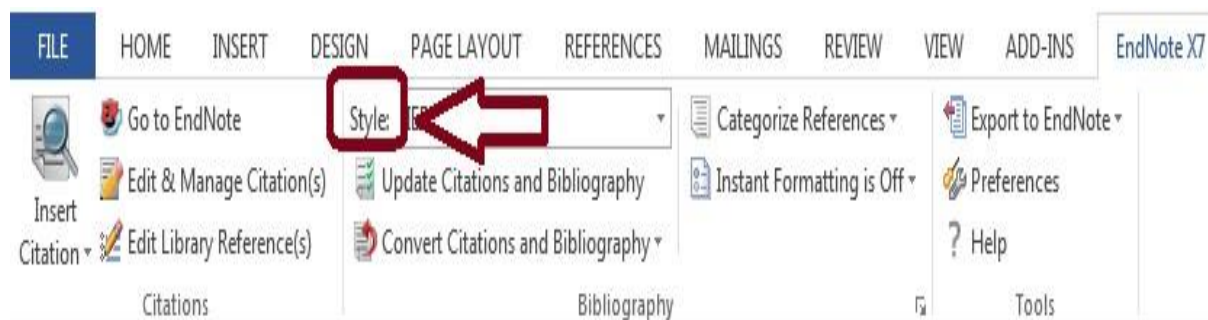 FILE HOME INSERT DESIGN PAGE LAYOUT REFERENCES MAILINGS REVIEW VIEW ADD-INS EndNote X7
Insert
Citation
Go to EndNote
Edit & Manage Citation(s)
Edit Library Reference(s)
Citations
Style:
Update Citations and Bibliography
Convert Citations and Bibliography
Categorize References
Instant Formatting is Off
Bibliography
Export to EndNote
Preferences
Help
Tools